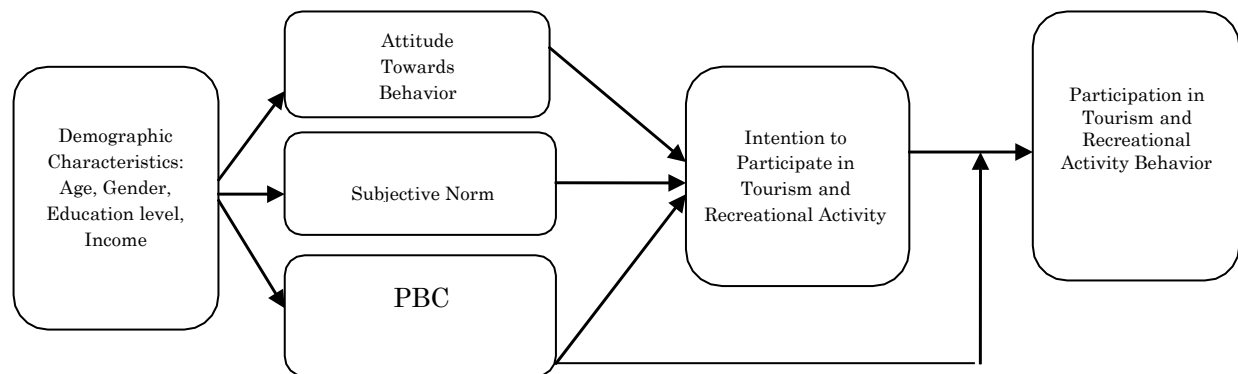 Demographic
Characteristics:
Age, Gender,
Education level,
Income
Attitude
Towards
Behavior
Subjective Norm
PBC
Intention to
Participate in
Tourism and
Recreational Activity
Participation in
Tourism and
Recreational
Activity Behavior